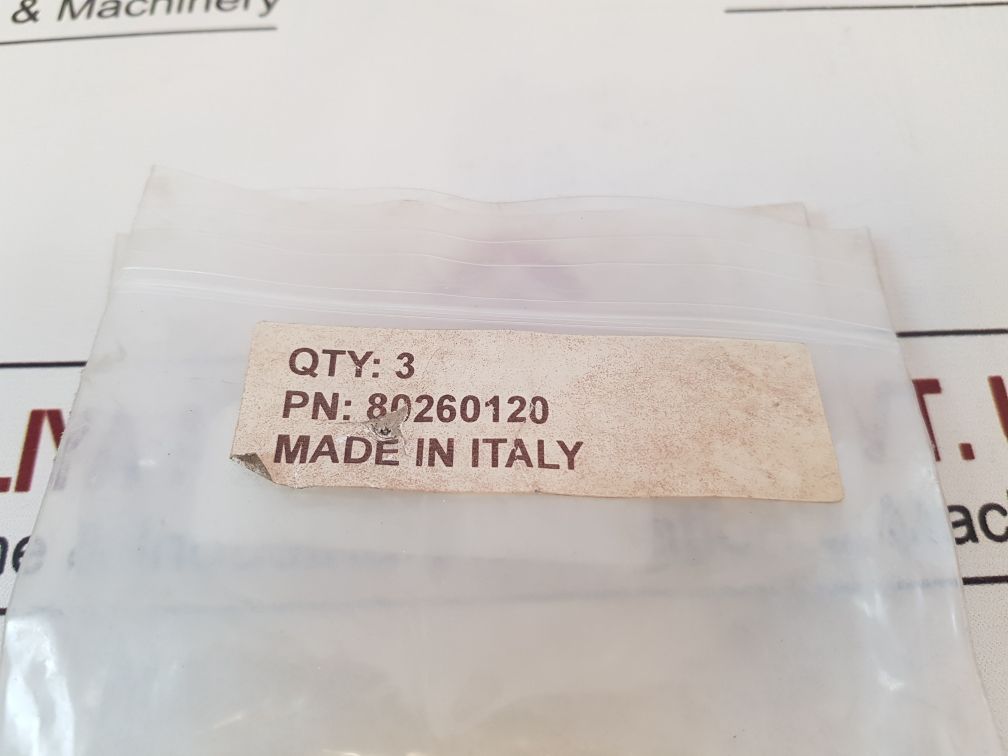 & Machinery
QTY: 3
PN: 80260120
MADE IN ITALY